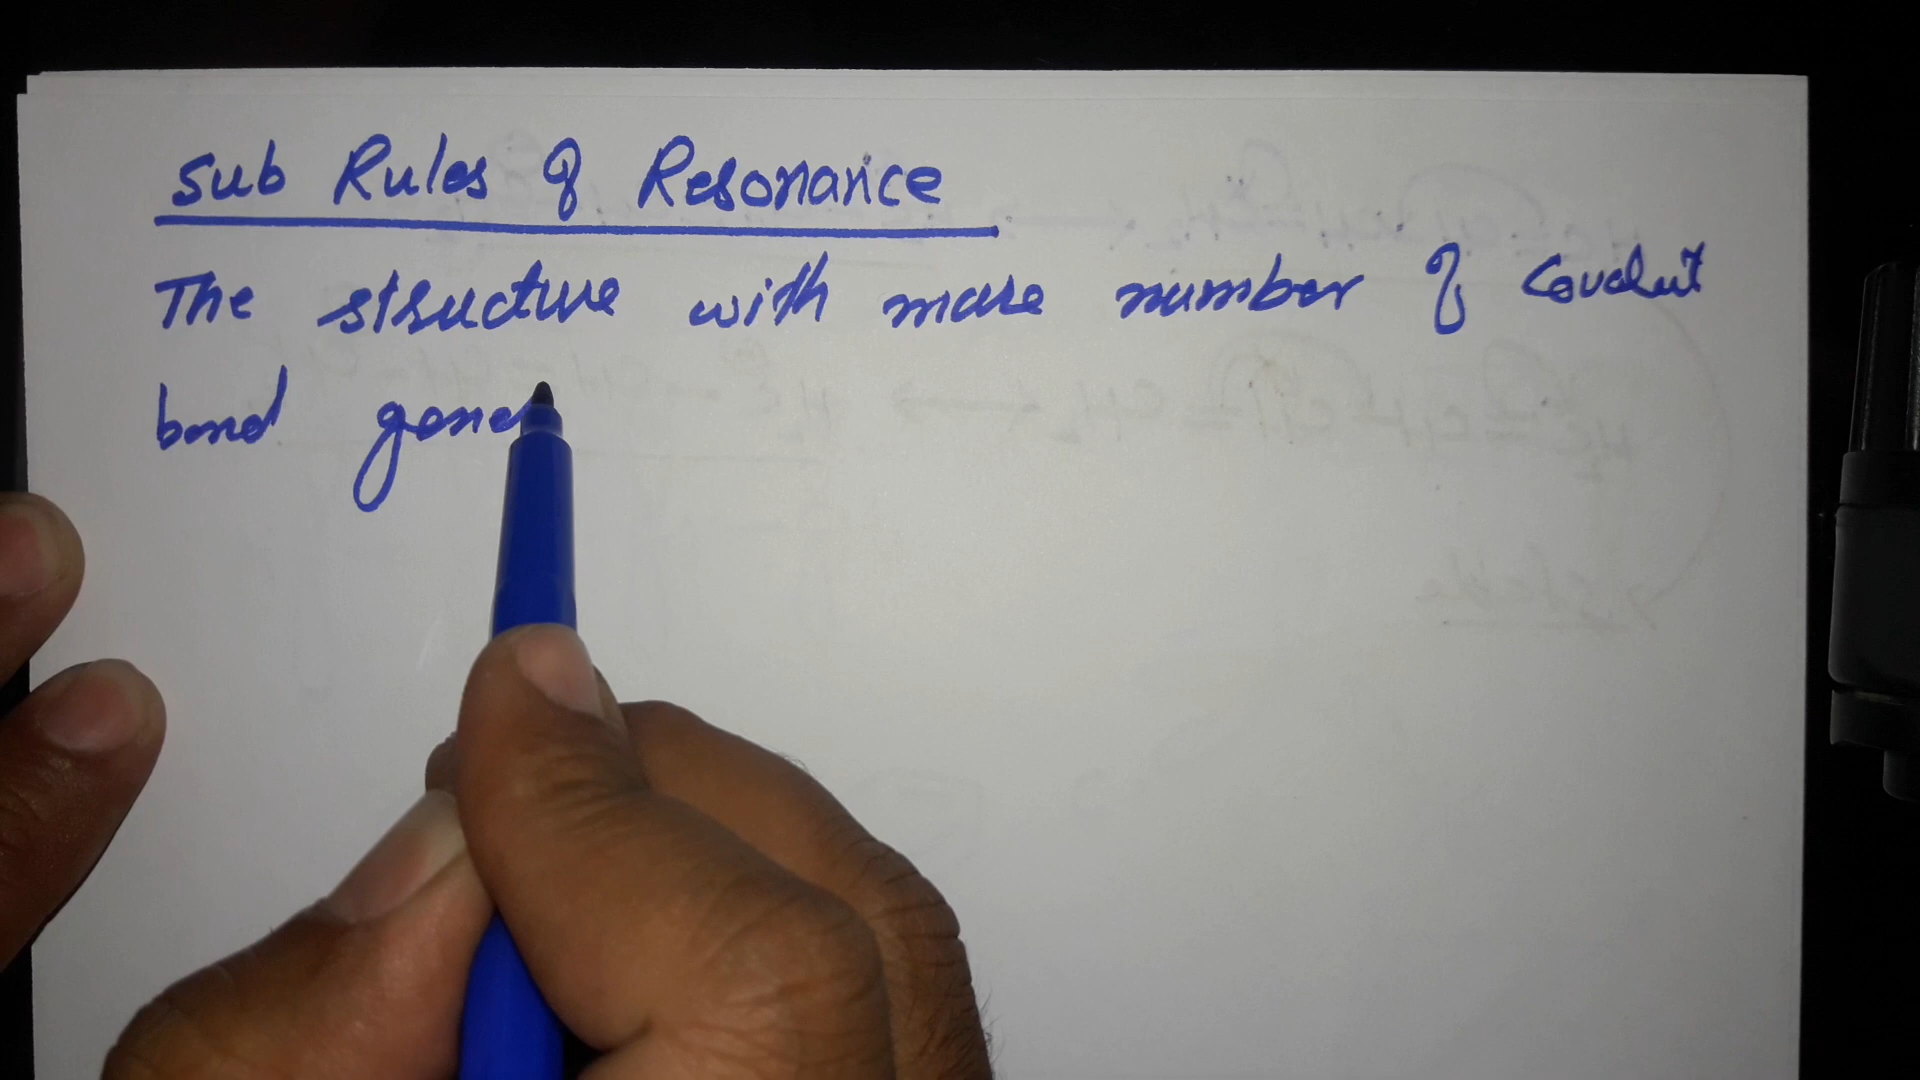 Sub Rules of Resonance
The structure with more number of Covalent
bond gene